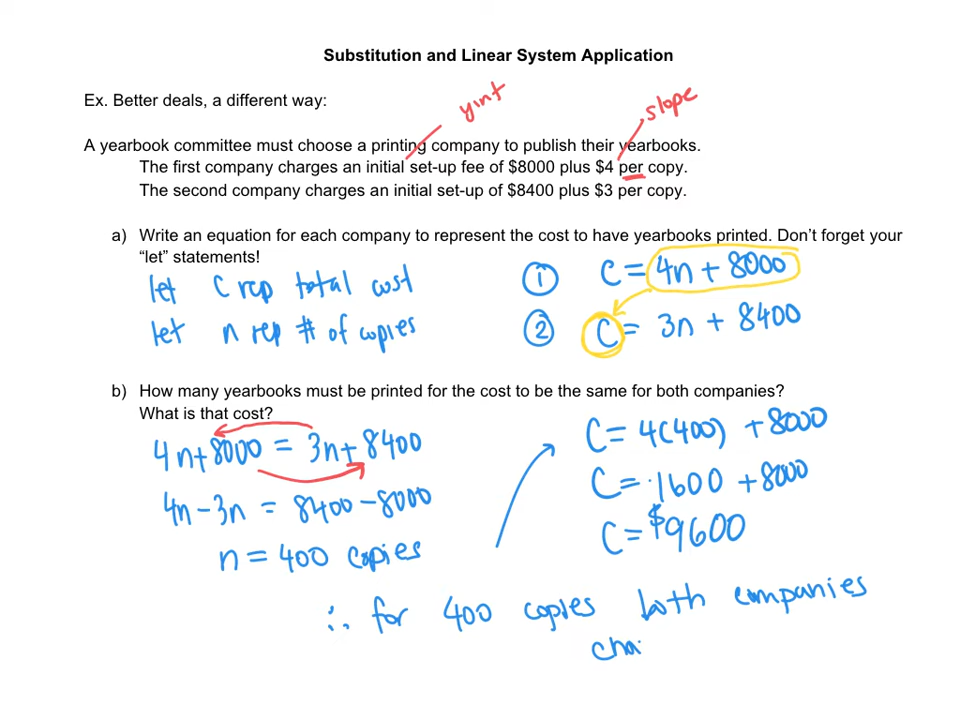 Substitution and Linear System Application
Ex. Better deals, a different way:
yint
slope
A yearbook committee must choose a printing company to publish their yearbooks.
The first company charges an initial set-up fee of $8000 plus $4 per copy.
The second company charges an initial set-up of $8400 plus $3 per copy.
a) Write an equation for each company to represent the cost to have yearbooks printed. Don't forget your
"let" statements!
let C rep total cost
let n rep # of copies
① C = 4n + 8000
② C = 3n + 8400
b) How many yearbooks must be printed for the cost to be the same for both companies?
What is that cost?
4n+8000 = 3n+8400
4n-3n = 8400-8000
n = 400 copies
C = 4(400) +8000
C = 1600 +8000
C = $9600
∴ for 400 copies both companies
cha